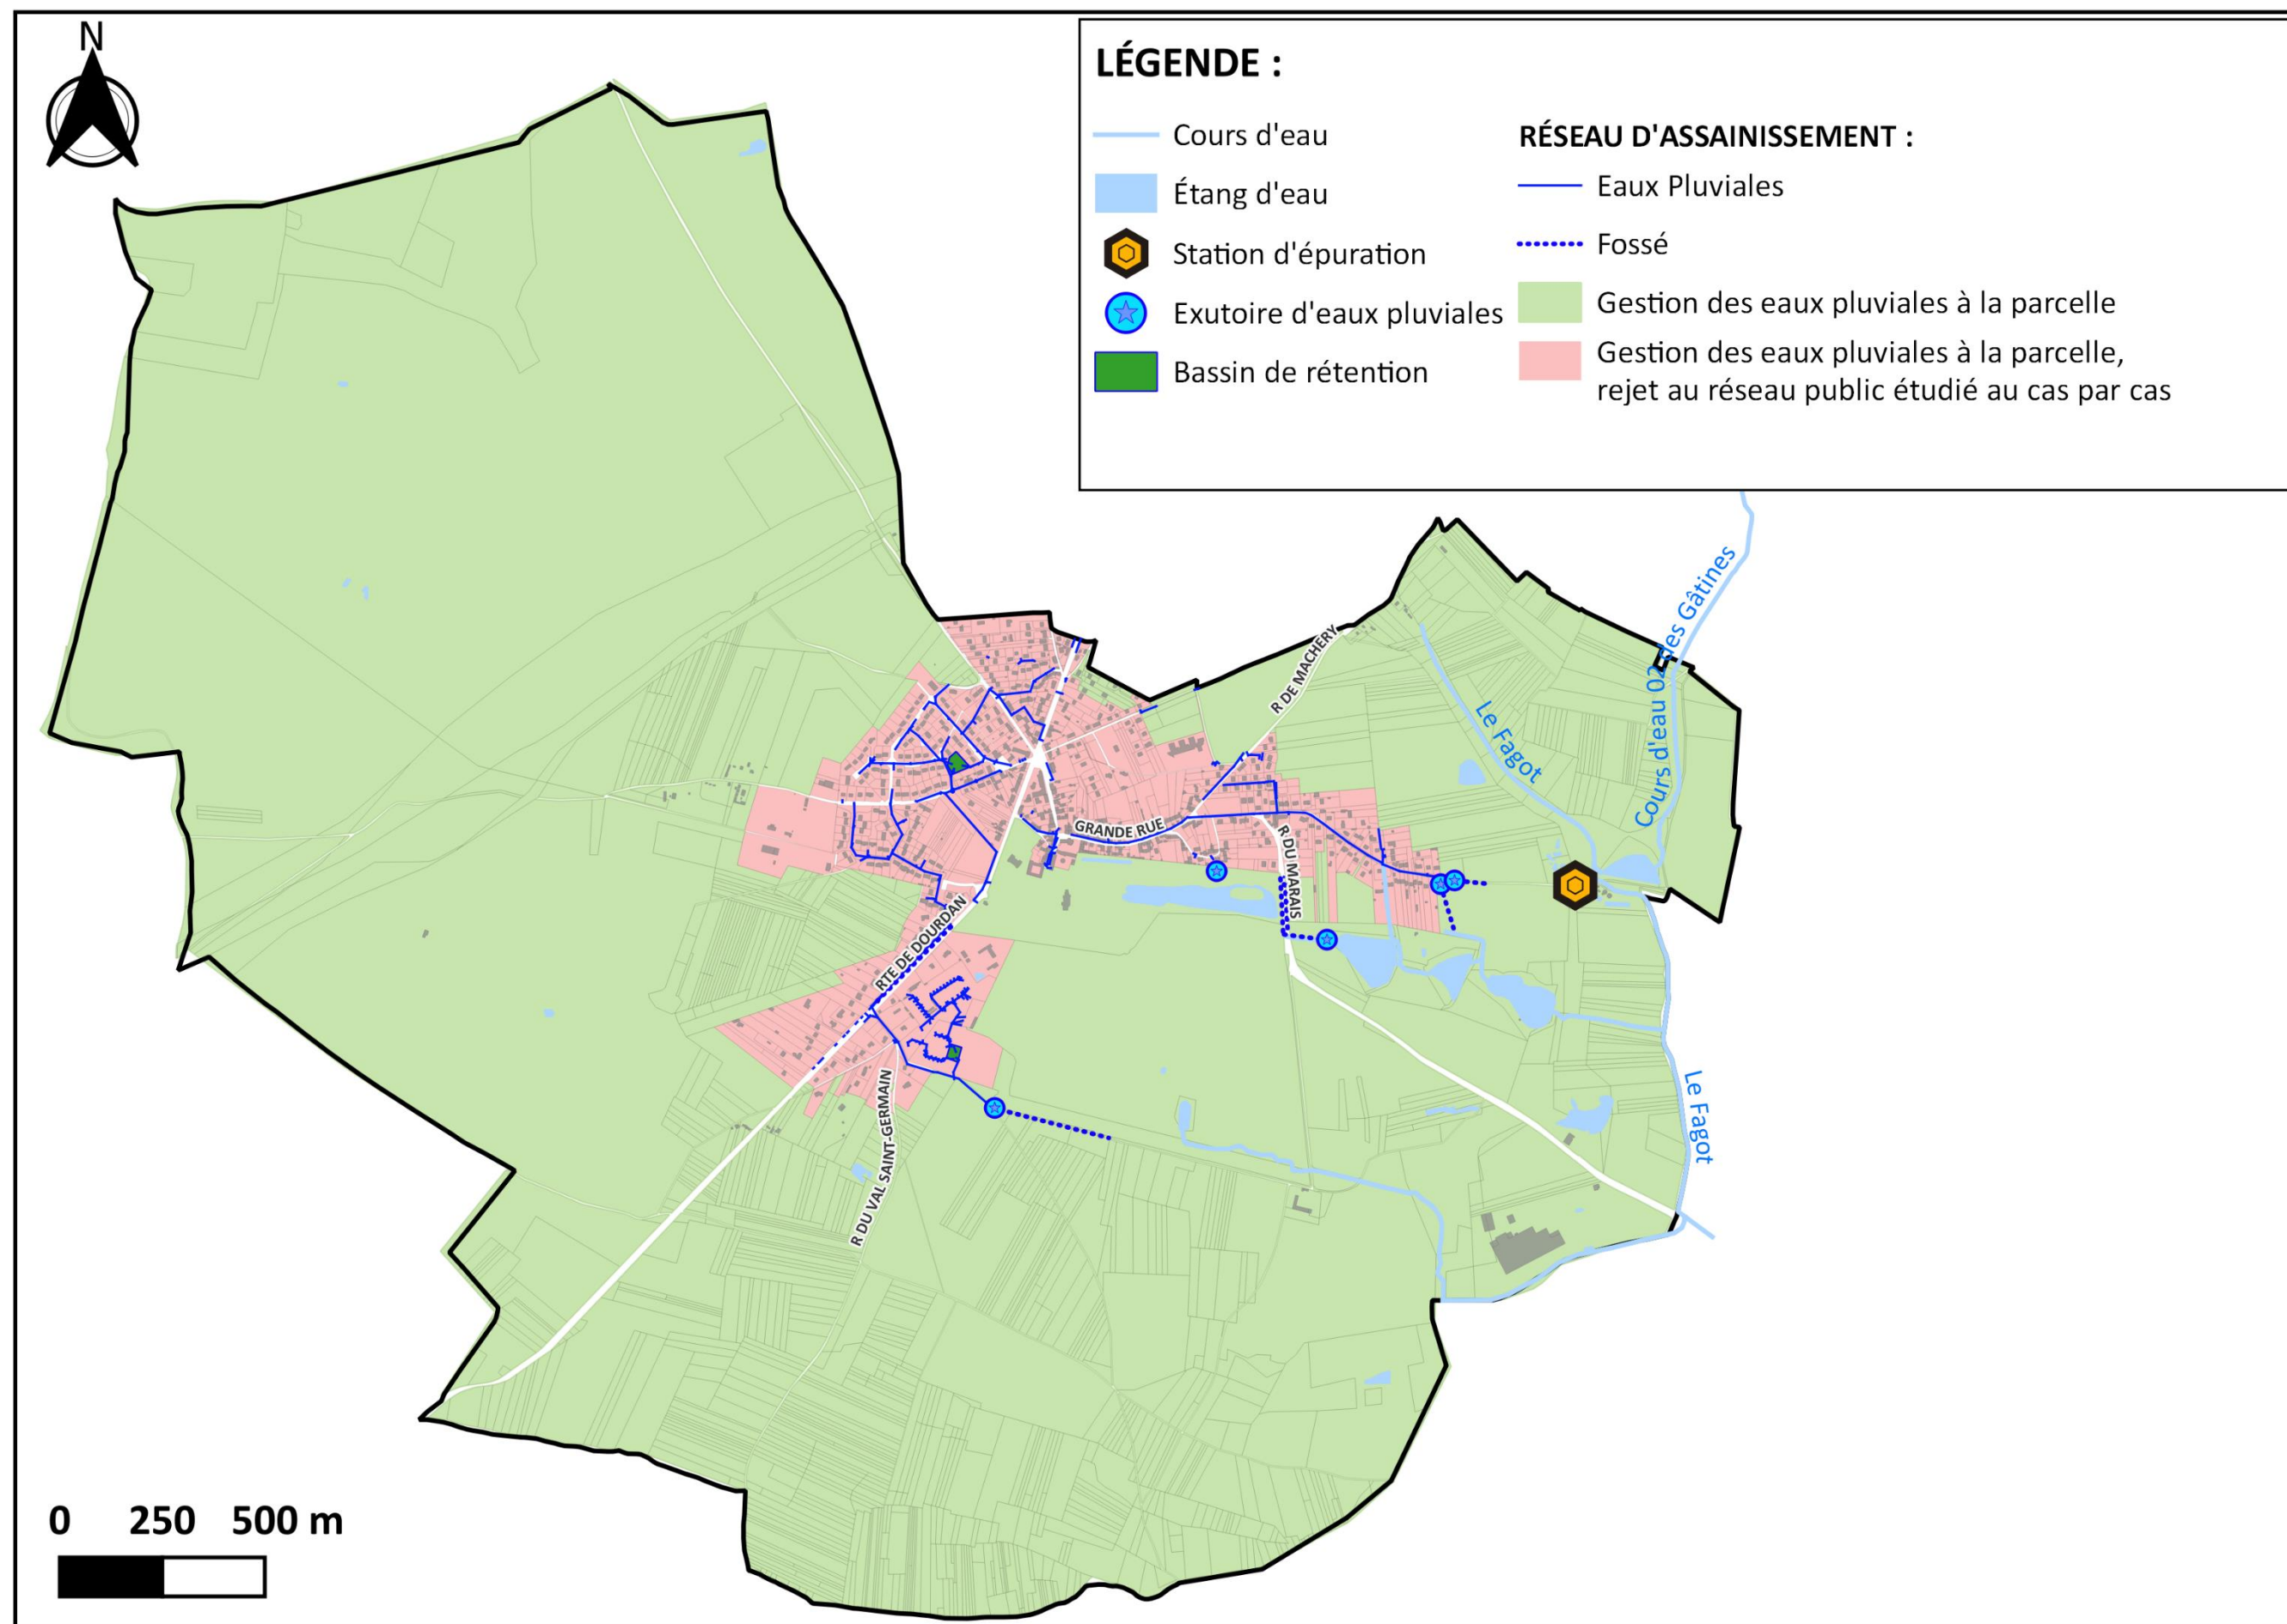 N
LÉGENDE :
Cours d'eau
Étang d'eau
Station d'épuration
Exutoire d'eaux pluviales
Bassin de rétention
RÉSEAU D'ASSAINISSEMENT :
Eaux Pluviales
Fossé
Gestion des eaux pluviales à la parcelle
Gestion des eaux pluviales à la parcelle,
rejet au réseau public étudié au cas par cas
Cours d'eau 02 des Gâtines
R DE MACHERY
Le Fagot
GRANDE RUE
R DU MARAIS
RTE DE DOURDAN
Le Fagot
R DU VAL SAINT-GERMAIN
0 250 500 m